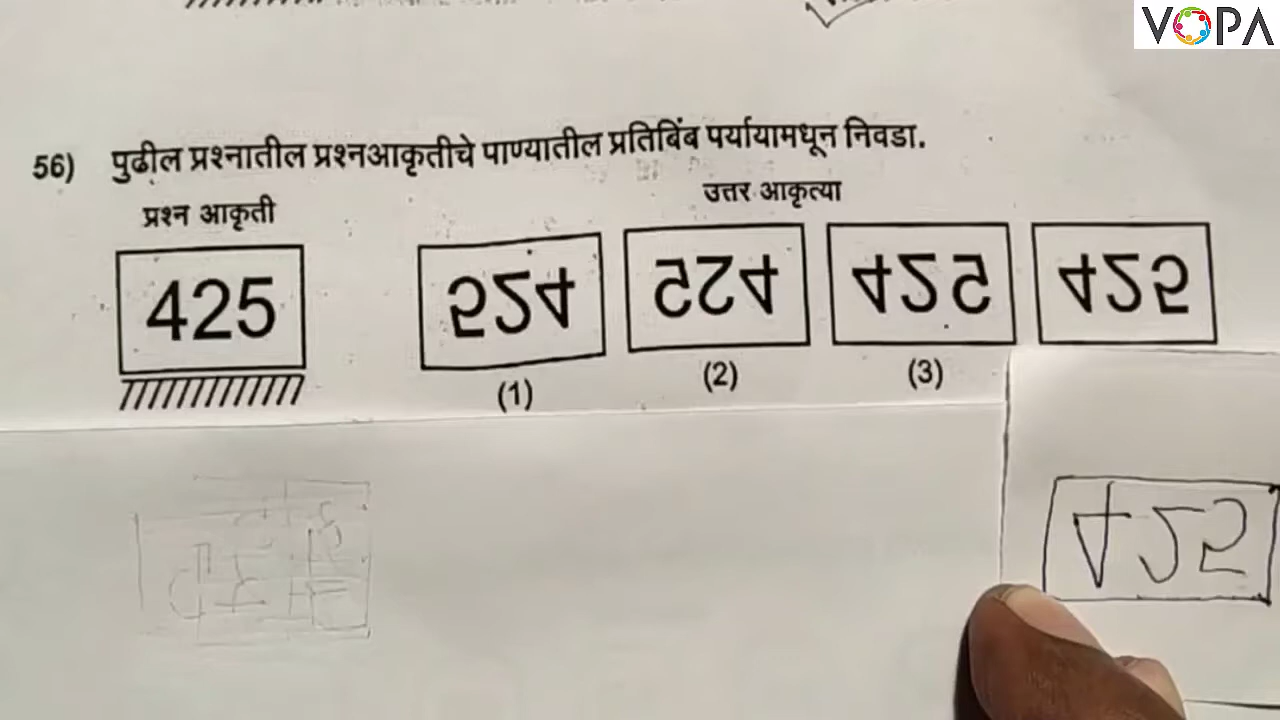 VOPA
56) पुढील प्रश्नातील प्रश्नआकृतीचे पाण्यातील प्रतिबिंब पर्यायामधून निवडा.
प्रश्न आकृती
उत्तर आकृत्या
425
(1) (2) (3)